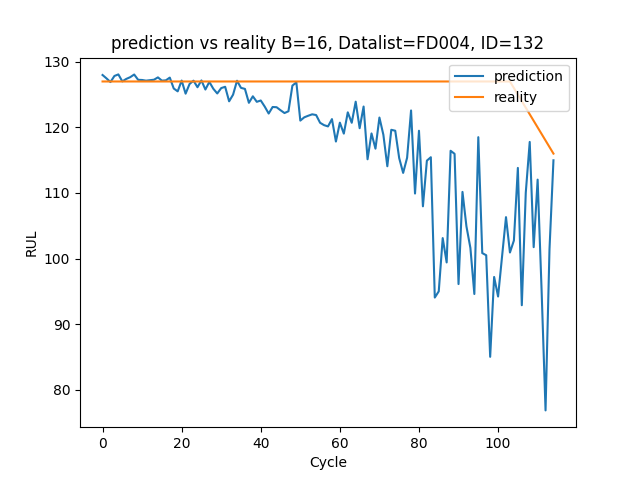 prediction vs reality B=16, Datalist=FD004, ID=132
130
120
110
100
90
80
RUL
prediction
reality
0 20 40 60 80 100
Cycle